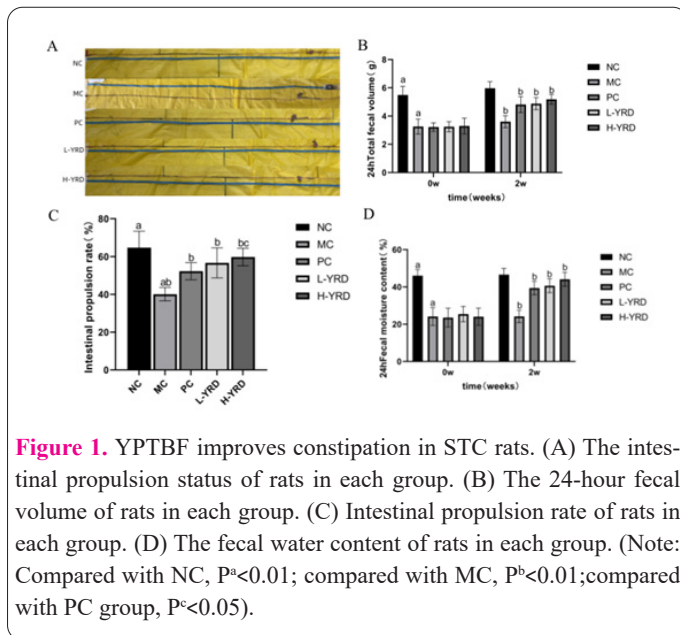 A
NC
MC
PC
L-YRD
H-YRD
B
24hTotal fecal volume( g)
8
6
4
2
0
a
a
b
b
b
b
0w
2w
time(weeks)
NC
MC
PC
L-YRD
H-YRD
C
Intestinal propulsion rate( %)
80
60
40
20
0
a
ab
b
b
bc
NC
MC
PC
L-YRD
H-YRD
NC
MC
PC
L-YRD
H-YRD
D
24hFecal moisture content( %)
60
40
20
0
a
a
b
b
b
b
0w
2w
time(weeks)
NC
MC
PC
L-YRD
H-YRD
Figure 1. YPTBF improves constipation in STC rats. (A) The intes-
tinal propulsion status of rats in each group. (B) The 24-hour fecal
volume of rats in each group. (C) Intestinal propulsion rate of rats in
each group. (D) The fecal water content of rats in each group. (Note:
Compared with NC, Pᵃ<0.01; compared with MC, Pᵇ<0.01;compared
with PC group, Pᶜ<0.05).